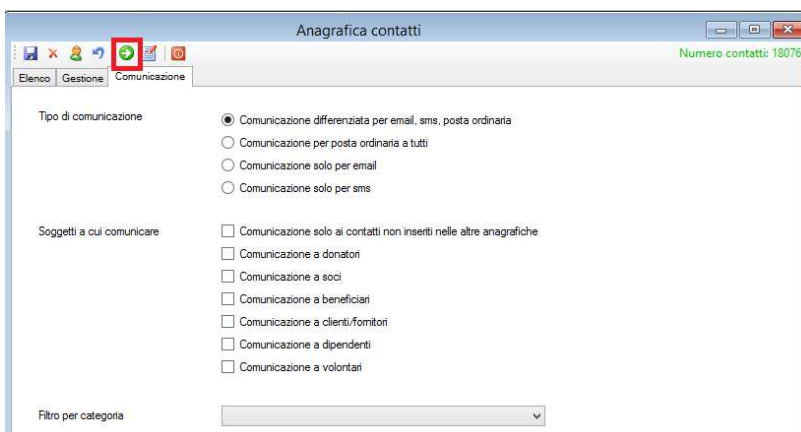 Anagrafica contatti
Numero contatti: 18076
Elenco Gestione Comunicazione
Tipo di comunicazione
Comunicazione differenziata per email, sms, posta ordinaria
Comunicazione per posta ordinaria a tutti
Comunicazione solo per email
Comunicazione solo per sms
Soggetti a cui comunicare
Comunicazione solo ai contatti non inseriti nelle altre anagrafiche
Comunicazione a donatori
Comunicazione a soci
Comunicazione a beneficiari
Comunicazione a clienti/fornitori
Comunicazione a dipendenti
Comunicazione a volontari
Filtro per categoria